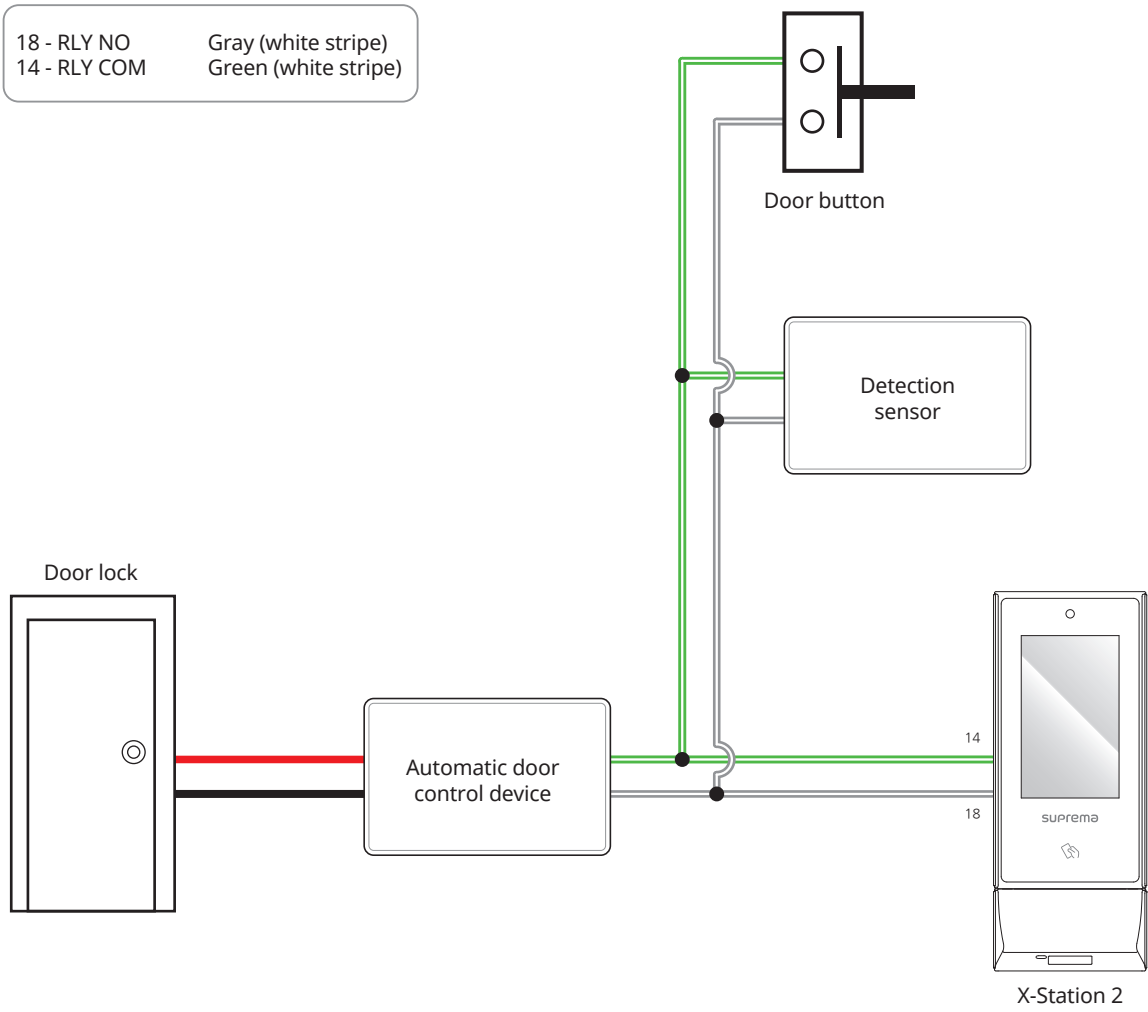 18 - RLY NO Gray (white stripe)
14 - RLY COM Green (white stripe)
Door button
Detection
sensor
Door lock
Automatic door
control device
14
18
suprema
X-Station 2